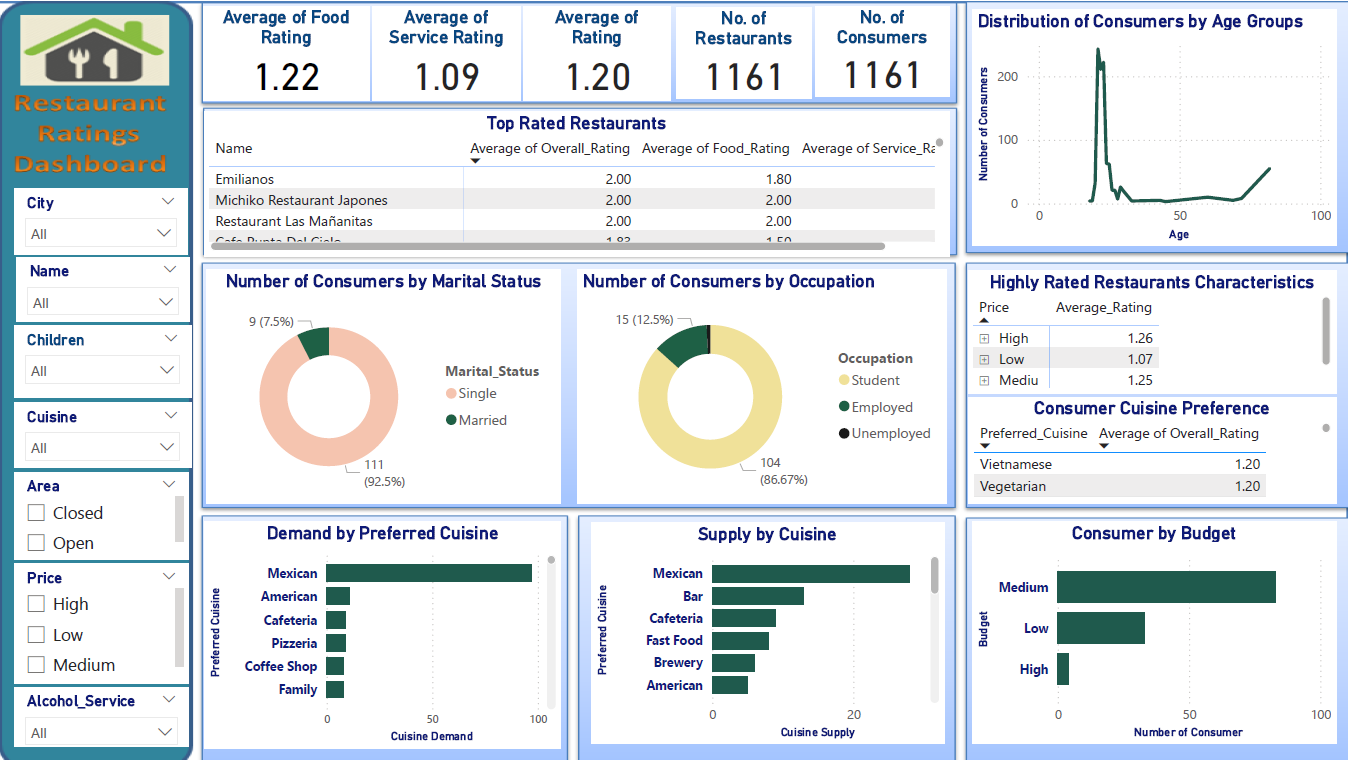 Restaurant
Ratings
Dashboard
City
All
Name
All
Children
All
Cuisine
All
Area
Closed
Open
Price
High
Low
Medium
Alcohol_Service
All
Average of Food
Rating
1.22
Average of
Service Rating
1.09
Average of
Rating
1.20
No. of
Restaurants
1161
No. of
Consumers
1161
Top Rated Restaurants
Name Average of Overall_Rating Average of Food_Rating Average of Service_Ra
Emilianos 2.00 1.80
Michiko Restaurant Japones 2.00 2.00
Restaurant Las Mañanitas 2.00 2.00
Cafe Punta Del Cielo 1.83 1.50
Distribution of Consumers by Age Groups
Number of Consumers
200
100
0
0 50 100
Age
Number of Consumers by Marital Status
9 (7.5%)
111
(92.5%)
Marital_Status
Single
Married
Number of Consumers by Occupation
15 (12.5%)
104
(86.67%)
Occupation
Student
Employed
Unemployed
Highly Rated Restaurants Characteristics
Price Average_Rating
High 1.26
Low 1.07
Mediu 1.25
Consumer Cuisine Preference
Preferred_Cuisine Average of Overall_Rating
Vietnamese 1.20
Vegetarian 1.20
Demand by Preferred Cuisine
Preferred Cuisine
Mexican
American
Cafeteria
Pizzeria
Coffee Shop
Family
0 50 100
Cuisine Demand
Supply by Cuisine
Preferred Cuisine
Mexican
Bar
Cafeteria
Fast Food
Brewery
American
0 20
Cuisine Supply
Consumer by Budget
Budget
Medium
Low
High
0 50 100
Number of Consumer